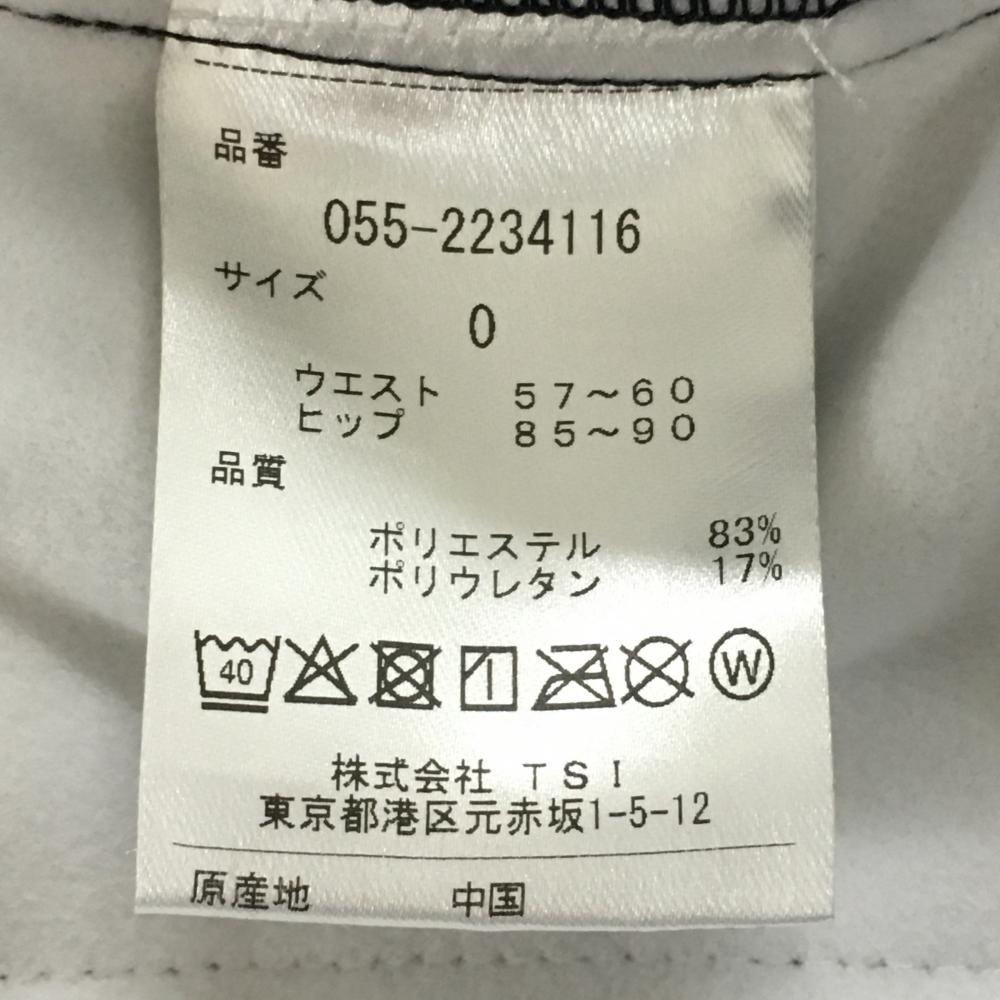 品番
055-2234116
サイズ
0
ウエスト 57～60
ヒップ 85～90
品質
ポリエステル 83%
ポリウレタン 17%
40 W
株式会社 TSI
東京都港区元赤坂1-5-12
原産地 中国